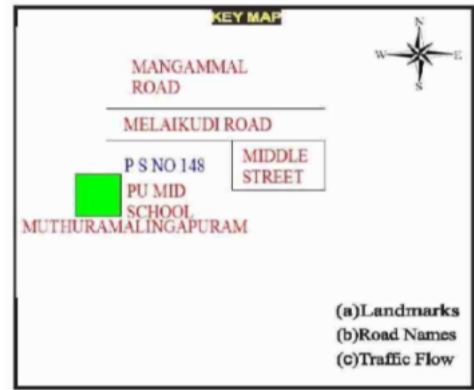 KEY MAP
N
W E
S
MANGAMMAL
ROAD
MELAIKUDI ROAD
P S NO 148
MIDDLE
STREET
PU MID
SCHOOL
MUTHURAMALINGAPURAM
(a)Landmarks
(b)Road Names
(c)Traffic Flow